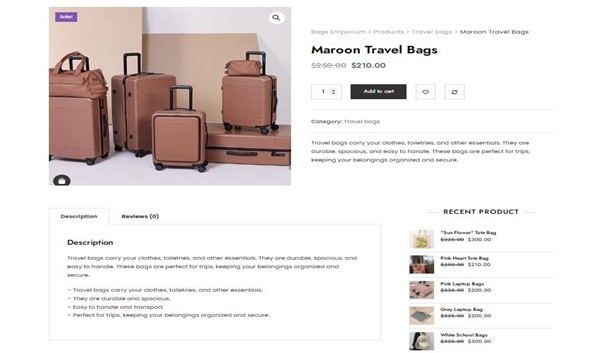 Sale!
Bags Emporium > Products > Travel bags > Maroon Travel Bags
Maroon Travel Bags
$250.00 $210.00
1 Add to cart
Category: Travel bags
Travel bags carry your clothes, toiletries, and other essentials. They are
durable, spacious, and easy to handle. These bags are perfect for trips,
keeping your belongings organized and secure.
Description Reviews (0)
Description
Travel bags carry your clothes, toiletries, and other essentials. They are durable, spacious, and
easy to handle. These bags are perfect for trips, keeping your belongings organized and
secure.
– Travel bags carry your clothes, toiletries, and other essentials.
– They are durable and spacious,
– Easy to handle and transport.
– Perfect for trips, keeping your belongings organized and secure.
RECENT PRODUCT
"Sun Flower" Tote Bag
$335.00 $300.00
Pink Heart Tote Bag
$250.00 $210.00
Pink Laptop Bags
$335.00 $200.00
Grey Laptop Bag
$335.00 $200.00
White School Bags
$335.00 $300.00